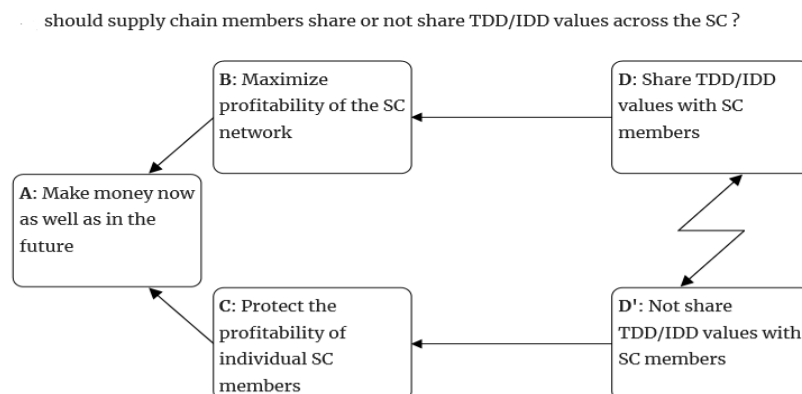 should supply chain members share or not share TDD/IDD values across the SC ?
B: Maximize
profitability of the SC
network
D: Share TDD/IDD
values with SC
members
A: Make money now
as well as in the
future
C: Protect the
profitability of
individual SC
members
D': Not share
TDD/IDD values with
SC members